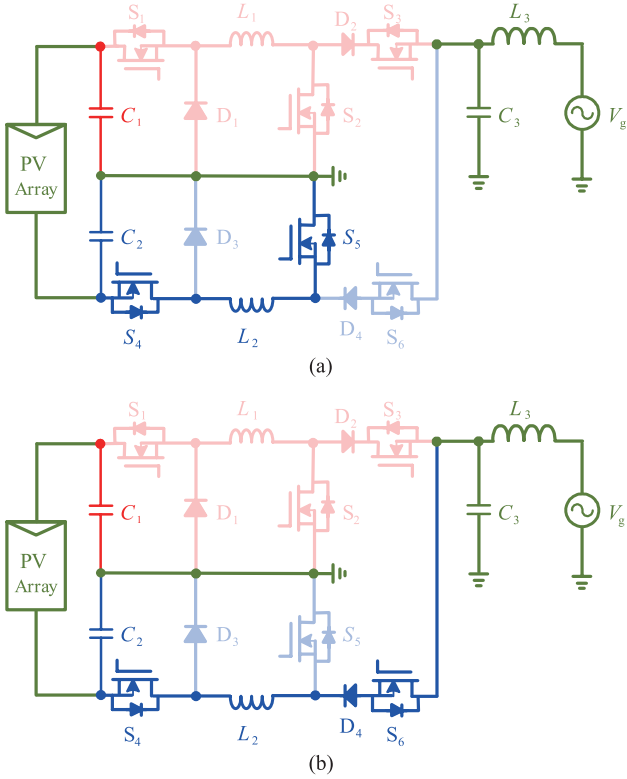 S1 L1 D2 S3 L3
C1 D1 S2 C3 Vg
PV
Array
C2 D3 S5
S4 L2 D4 S6
(a)
S1 L1 D2 S3 L3
C1 D1 S2 C3 Vg
PV
Array
C2 D3 S5
S4 L2 D4 S6
(b)